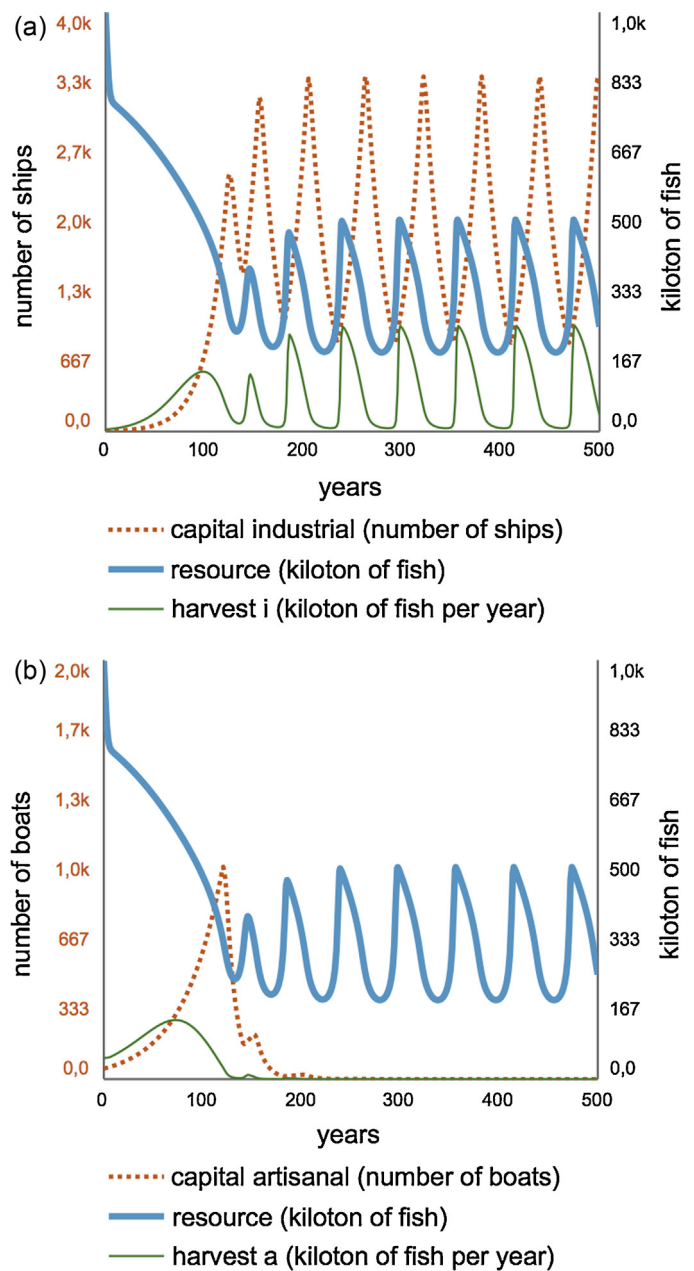 (a)
4,0k
3,3k
2,7k
2,0k
1,3k
667
0,0
number of ships
1,0k
833
667
500
333
167
0,0
kiloton of fish
0 100 200 300 400 500
years
capital industrial (number of ships)
resource (kiloton of fish)
harvest i (kiloton of fish per year)
(b)
2,0k
1,7k
1,3k
1,0k
667
333
0,0
number of boats
1,0k
833
667
500
333
167
0,0
kiloton of fish
0 100 200 300 400 500
years
capital artisanal (number of boats)
resource (kiloton of fish)
harvest a (kiloton of fish per year)